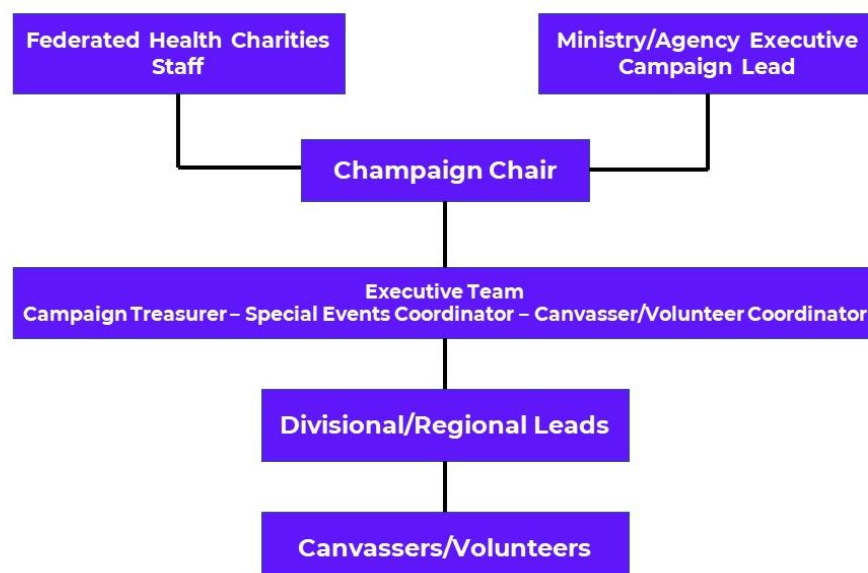 Federated Health Charities
Staff
Ministry/Agency Executive
Campaign Lead
Champaign Chair
Executive Team
Campaign Treasurer – Special Events Coordinator – Canvasser/Volunteer Coordinator
Divisional/Regional Leads
Canvassers/Volunteers